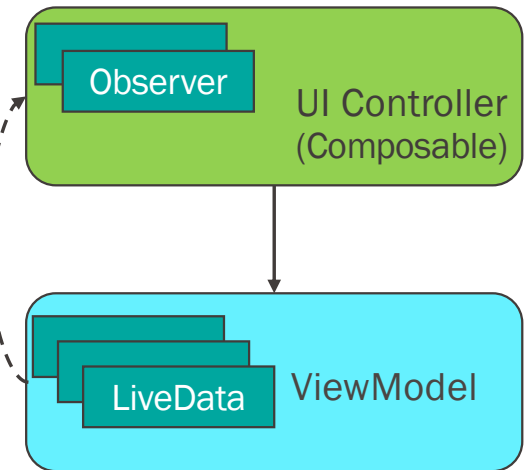 Observer
UI Controller
(Composable)
LiveData
ViewModel